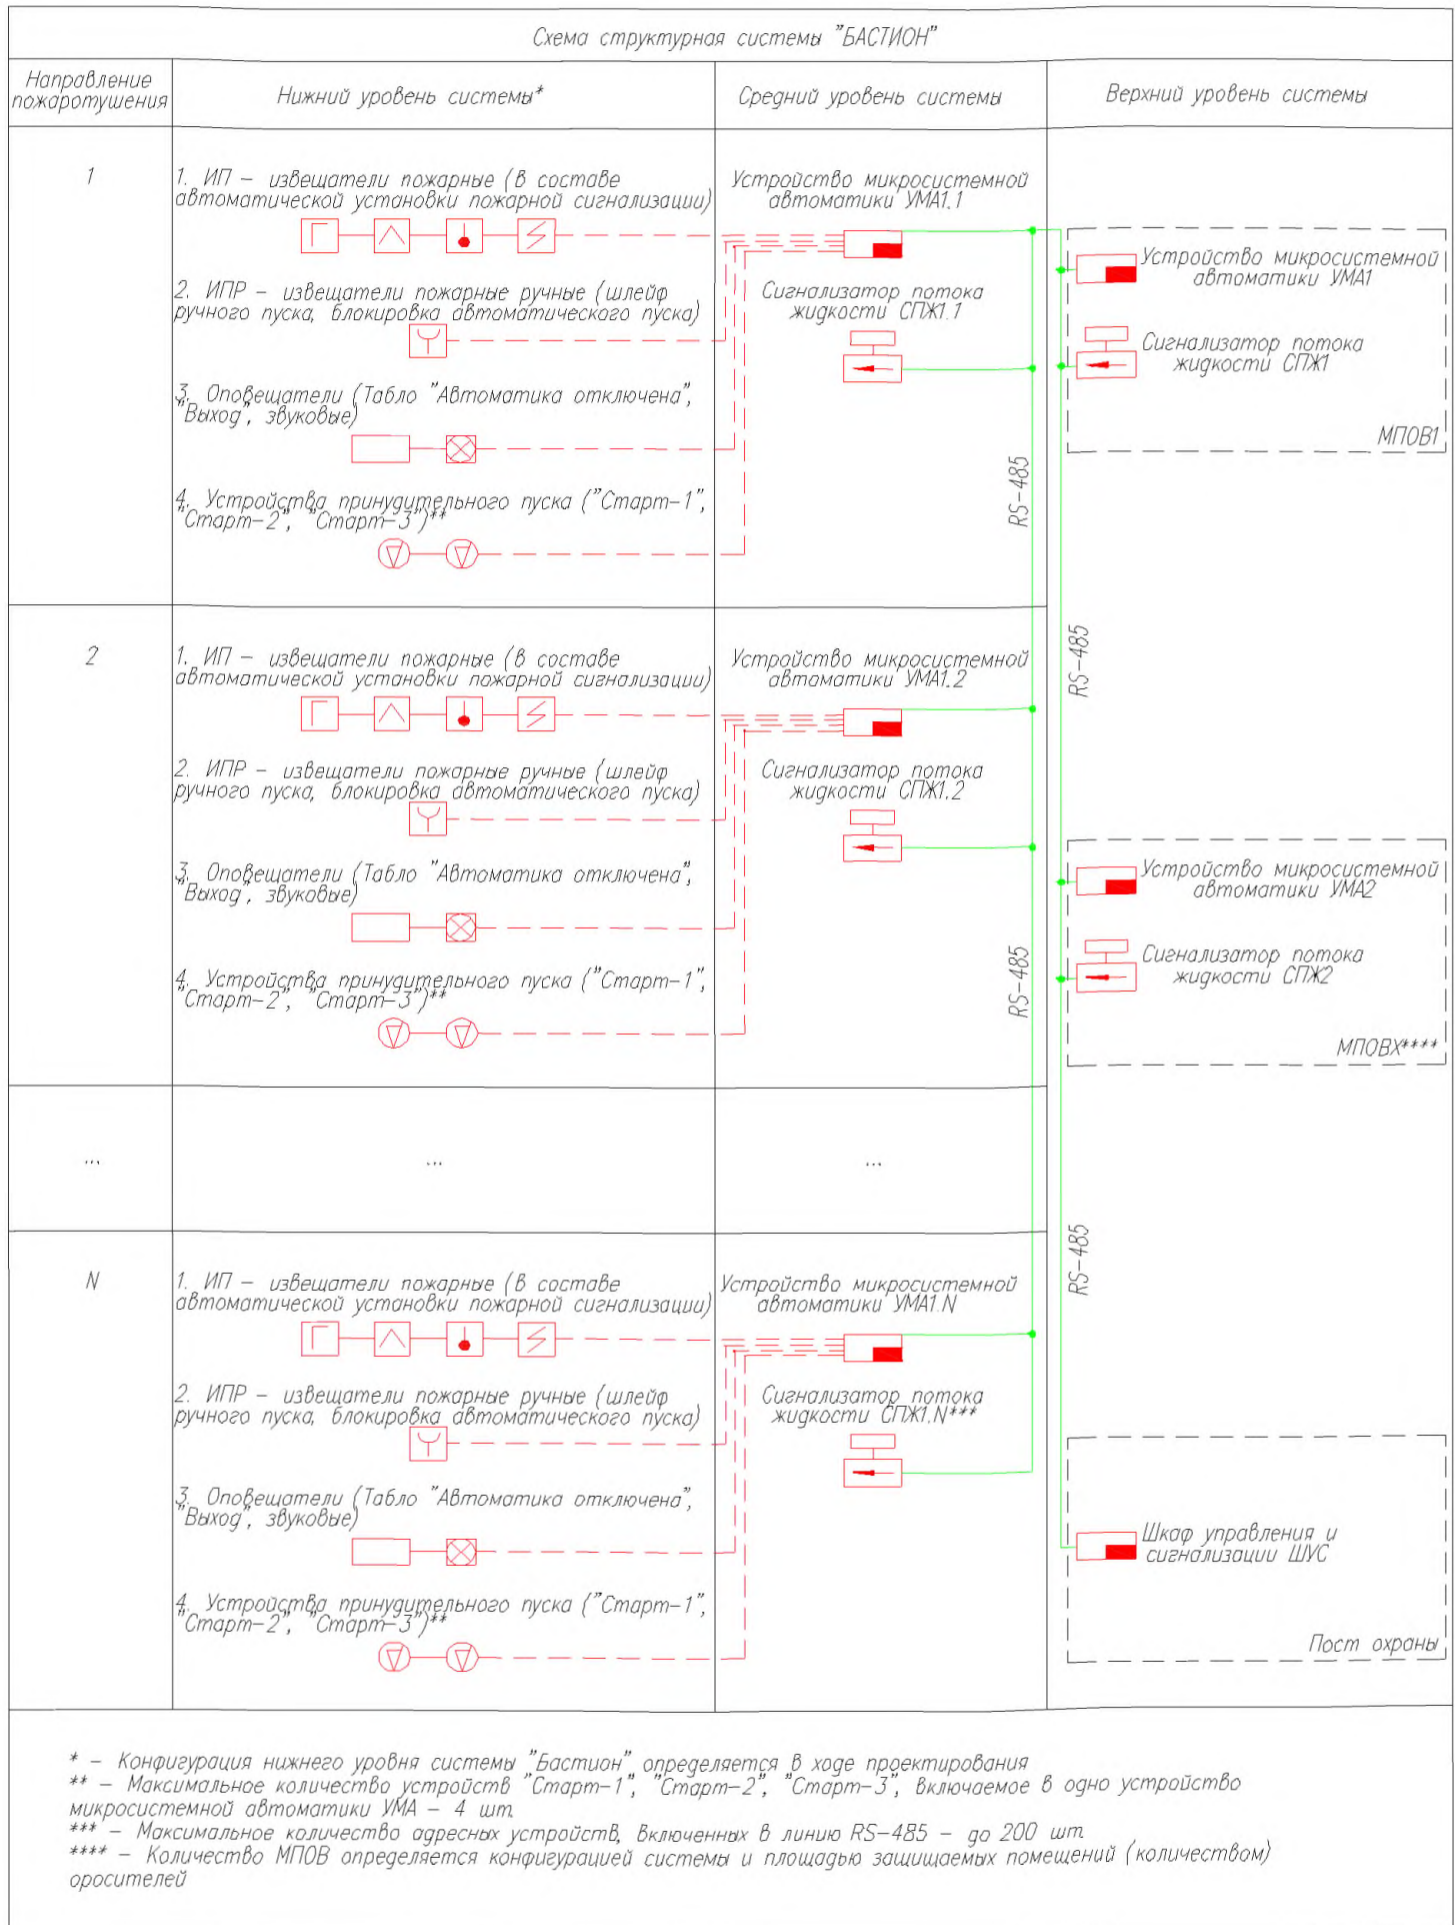 Схема структурная системы "БАСТИОН"
Направление
пожаротушения
Нижний уровень системы*
Средний уровень системы
Верхний уровень системы
1
1. ИП – извещатели пожарные (в составе
автоматической установки пожарной сигнализации)
2. ИПР – извещатели пожарные ручные (шлейф
ручного пуска, блокировка автоматического пуска)
3. Оповещатели (Табло "Автоматика отключена",
"Выход", звуковые)
4. Устройства принудительного пуска ("Старт–1",
"Старт–2", "Старт–3")**
Устройство микросистемной
автоматики УМА1.1
Сигнализатор потока
жидкости СПЖ1.1
RS–485
Устройство микросистемной
автоматики УМА1
Сигнализатор потока
жидкости СПЖ1
МПОВ1
2
1. ИП – извещатели пожарные (в составе
автоматической установки пожарной сигнализации)
2. ИПР – извещатели пожарные ручные (шлейф
ручного пуска, блокировка автоматического пуска)
3. Оповещатели (Табло "Автоматика отключена",
"Выход", звуковые)
4. Устройства принудительного пуска ("Старт–1",
"Старт–2", "Старт–3")**
Устройство микросистемной
автоматики УМА1.2
Сигнализатор потока
жидкости СПЖ1.2
RS–485
RS–485
Устройство микросистемной
автоматики УМА2
Сигнализатор потока
жидкости СПЖ2
МПОВХ****
...
...
...
N
1. ИП – извещатели пожарные (в составе
автоматической установки пожарной сигнализации)
2. ИПР – извещатели пожарные ручные (шлейф
ручного пуска, блокировка автоматического пуска)
3. Оповещатели (Табло "Автоматика отключена",
"Выход", звуковые)
4. Устройства принудительного пуска ("Старт–1",
"Старт–2", "Старт–3")**
Устройство микросистемной
автоматики УМА1.N
Сигнализатор потока
жидкости СПЖ1.N***
RS–485
Шкаф управления и
сигнализации ШУС
Пост охраны
* – Конфигурация нижнего уровня системы "Бастион" определяется в ходе проектирования
** – Максимальное количество устройств "Старт–1", "Старт–2", "Старт–3", включаемое в одно устройство
микросистемной автоматики УМА – 4 шт.
*** – Максимальное количество адресных устройств, включенных в линию RS–485 – до 200 шт.
**** – Количество МПОВ определяется конфигурацией системы и площадью защищаемых помещений (количеством)
оросителей